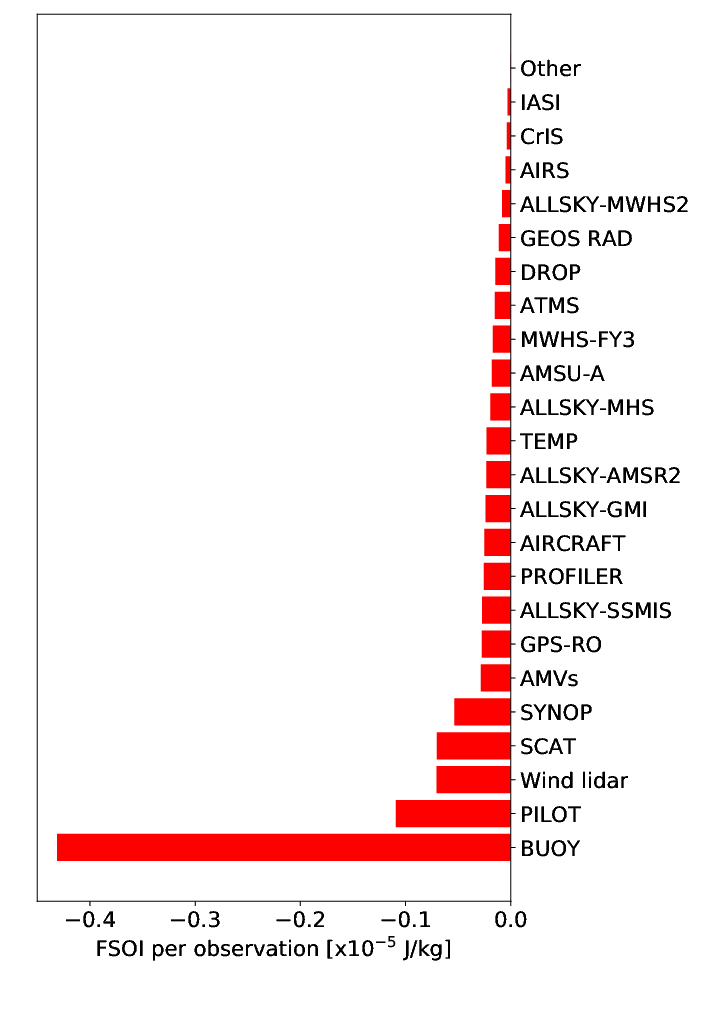 Other
IASI
CrIS
AIRS
ALLSKY-MWHS2
GEOS RAD
DROP
ATMS
MWHS-FY3
AMSU-A
ALLSKY-MHS
TEMP
ALLSKY-AMSR2
ALLSKY-GMI
AIRCRAFT
PROFILER
ALLSKY-SSMIS
GPS-RO
AMVs
SYNOP
SCAT
Wind lidar
PILOT
BUOY
−0.4 −0.3 −0.2 −0.1 0.0
FSOI per observation [x10⁻⁵ J/kg]